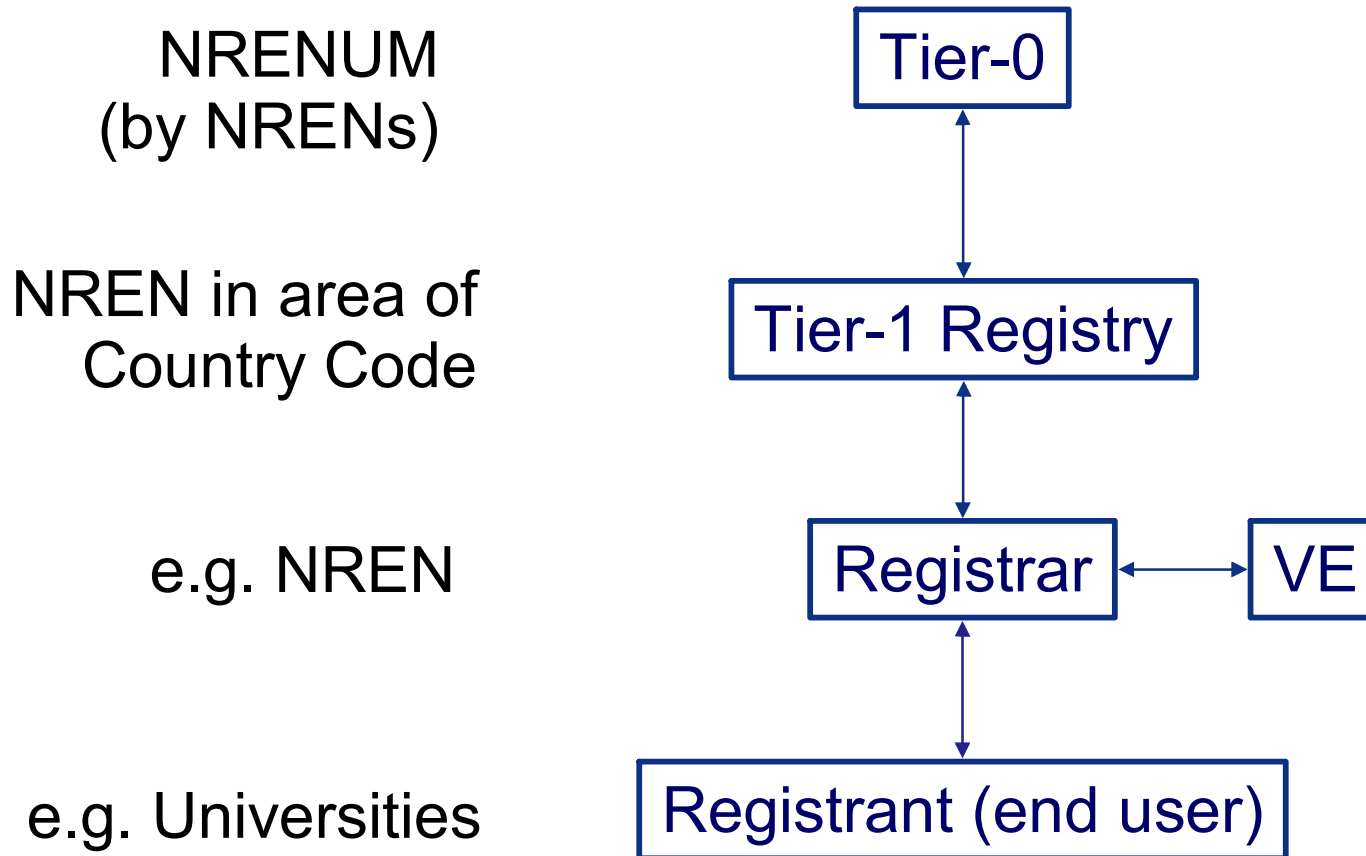 NRENUM
(by NRENs)
Tier-0
NREN in area of
Country Code
Tier-1 Registry
e.g. NREN
Registrar
VE
e.g. Universities
Registrant (end user)